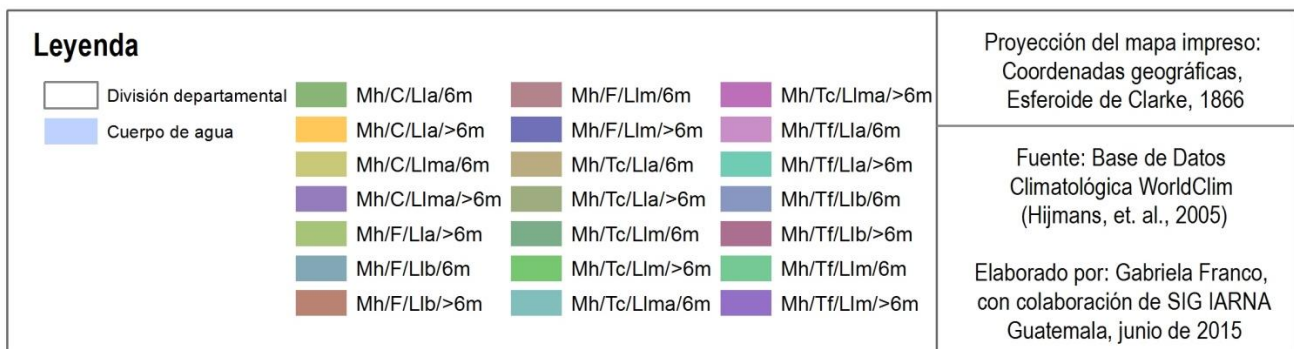 Leyenda
División departamental
Cuerpo de agua
Mh/C/LIa/6m
Mh/C/LIa/>6m
Mh/C/LIma/6m
Mh/C/LIma/>6m
Mh/F/LIa/>6m
Mh/F/LIb/6m
Mh/F/LIb/>6m
Mh/F/LIm/6m
Mh/F/LIm/>6m
Mh/Tc/LIa/6m
Mh/Tc/LIa/>6m
Mh/Tc/LIm/6m
Mh/Tc/LIm/>6m
Mh/Tc/LIma/6m
Mh/Tc/LIma/>6m
Mh/Tf/LIa/6m
Mh/Tf/LIa/>6m
Mh/Tf/LIb/6m
Mh/Tf/LIb/>6m
Mh/Tf/LIm/6m
Mh/Tf/LIm/>6m
Proyección del mapa impreso:
Coordenadas geográficas,
Esferoide de Clarke, 1866
Fuente: Base de Datos
Climatológica WorldClim
(Hijmans, et. al., 2005)
Elaborado por: Gabriela Franco,
con colaboración de SIG IARNA
Guatemala, junio de 2015